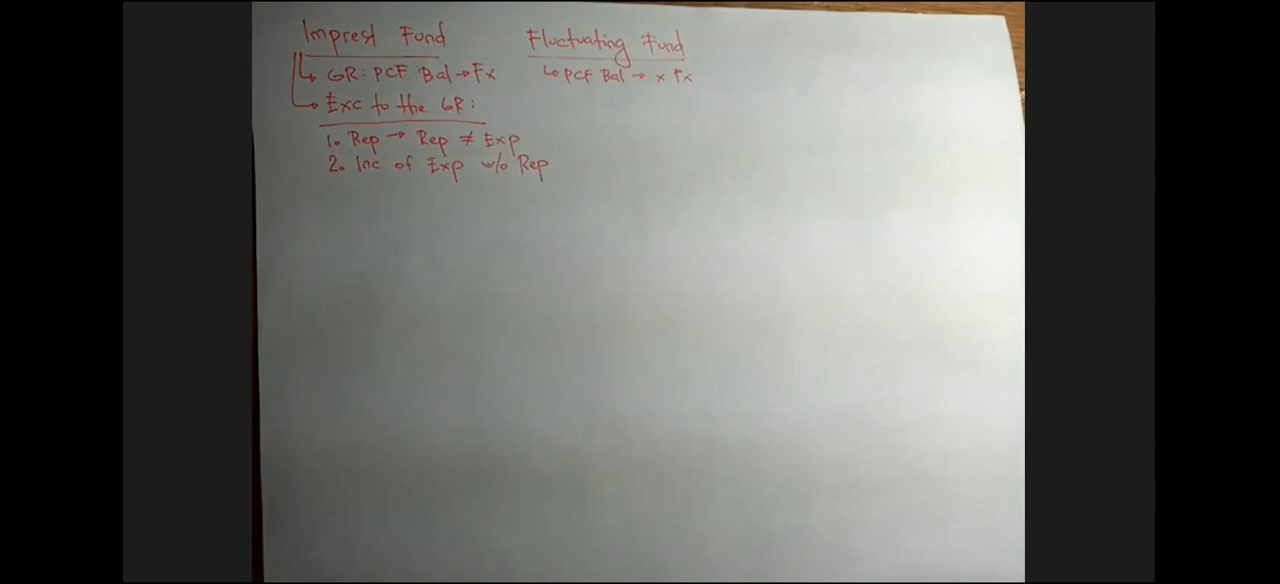 Imprest Fund
↳ GR: PCF Bal → Fx
↳ Exc to the GR:
1. Rep → Rep ≠ Exp
2. Inc of Exp w/o Rep
Fluctuating Fund
↳ PCF Bal → x Fx